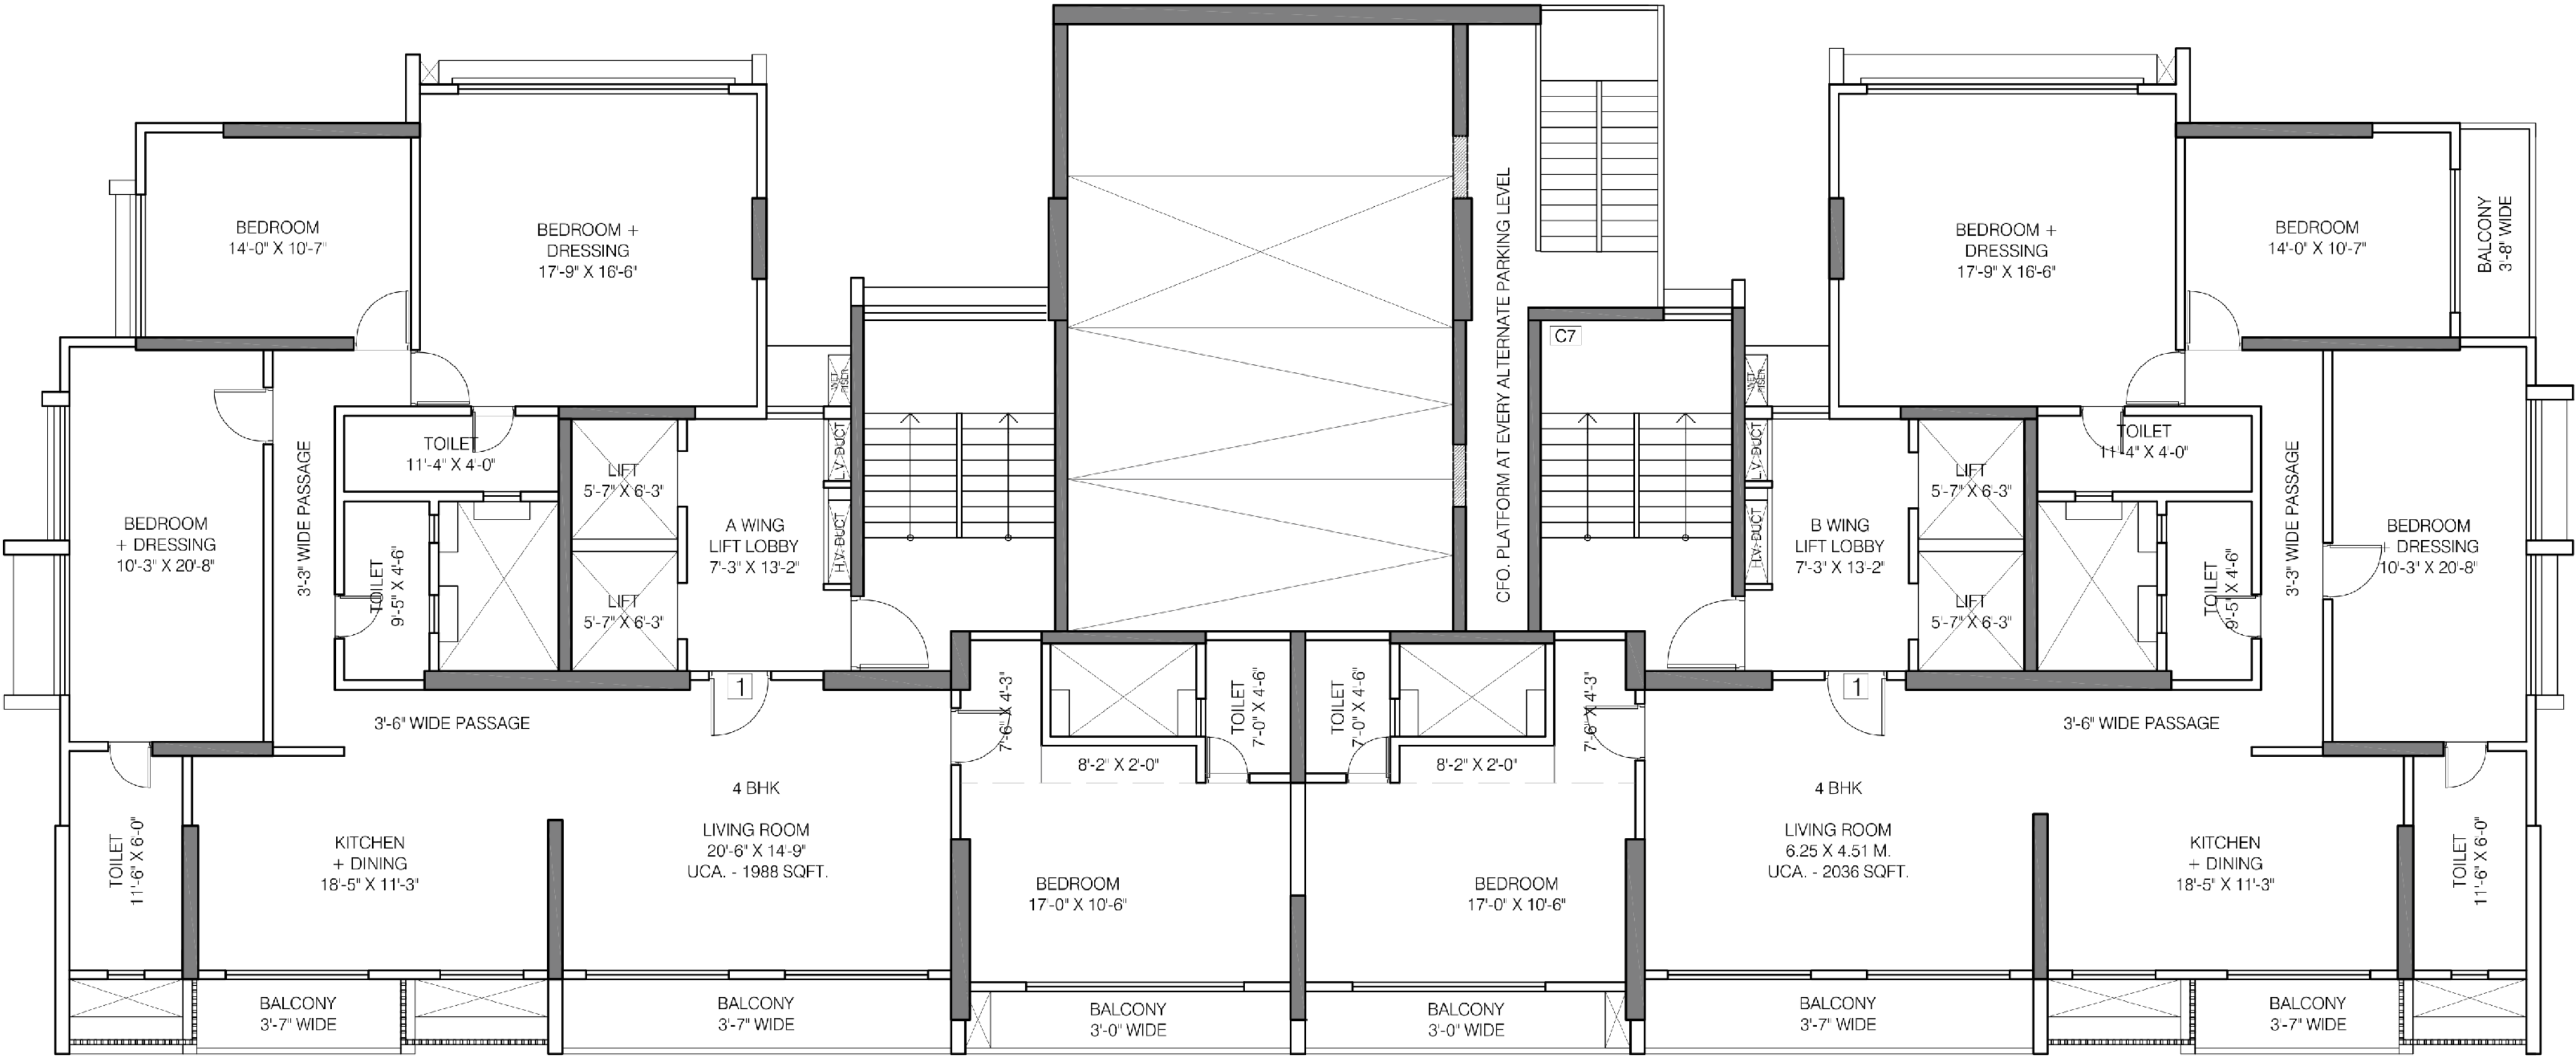 BEDROOM
14'-0" X 10'-7"
BEDROOM +
DRESSING
17'-9" X 16'-6"
CFO. PLATFORM AT EVERY ALTERNATE PARKING LEVEL
C7
BEDROOM +
DRESSING
17'-9" X 16'-6"
BEDROOM
14'-0" X 10'-7"
BALCONY
3'-8" WIDE
BEDROOM
+ DRESSING
10'-3" X 20'-8"
3'-3" WIDE PASSAGE
TOILET
11'-4" X 4'-0"
TOILET
9'-5" X 4'-6"
LIFT
5'-7" X 6'-3"
LIFT
5'-7" X 6'-3"
A WING
LIFT LOBBY
7'-3" X 13'-2"
WET
RISER
L.V. DUCT
H.V. DUCT
WET
RISER
L.V. DUCT
H.V. DUCT
B WING
LIFT LOBBY
7'-3" X 13'-2"
LIFT
5'-7" X 6'-3"
LIFT
5'-7" X 6'-3"
TOILET
11'-4" X 4'-0"
TOILET
9'-5" X 4'-6"
3'-3" WIDE PASSAGE
BEDROOM
+ DRESSING
10'-3" X 20'-8"
3'-6" WIDE PASSAGE
1
7'-6" X 4'-3"
8'-2" X 2'-0"
TOILET
7'-0" X 4'-6"
TOILET
7'-0" X 4'-6"
8'-2" X 2'-0"
7'-6" X 4'-3"
1
3'-6" WIDE PASSAGE
TOILET
11'-6" X 6'-0"
KITCHEN
+ DINING
18'-5" X 11'-3"
4 BHK
LIVING ROOM
20'-6" X 14'-9"
UCA. - 1988 SQFT.
BEDROOM
17'-0" X 10'-6"
BEDROOM
17'-0" X 10'-6"
4 BHK
LIVING ROOM
6.25 X 4.51 M.
UCA. - 2036 SQFT.
KITCHEN
+ DINING
18'-5" X 11'-3"
TOILET
11'-6" X 6'-0"
BALCONY
3'-7" WIDE
BALCONY
3'-7" WIDE
BALCONY
3'-0" WIDE
BALCONY
3'-0" WIDE
BALCONY
3'-7" WIDE
BALCONY
3'-7" WIDE